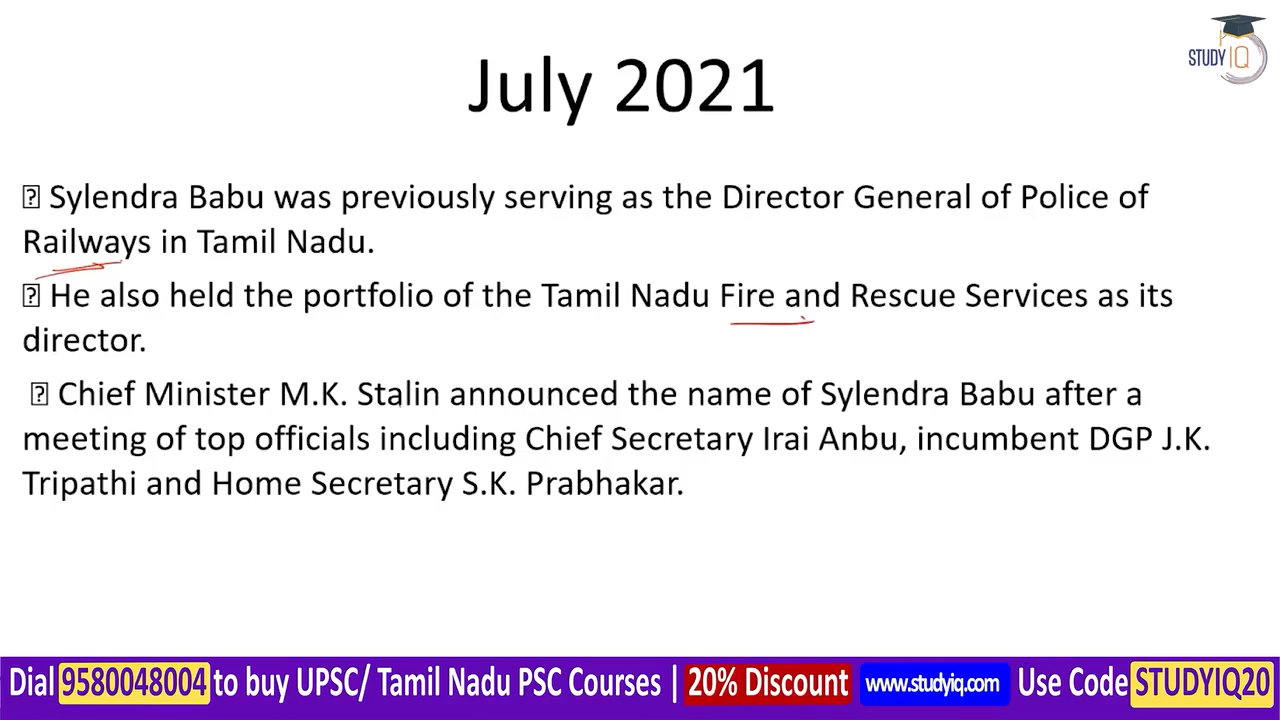 STUDY IQ
July 2021
Sylendra Babu was previously serving as the Director General of Police of
Railways in Tamil Nadu.
He also held the portfolio of the Tamil Nadu Fire and Rescue Services as its
director.
Chief Minister M.K. Stalin announced the name of Sylendra Babu after a
meeting of top officials including Chief Secretary Irai Anbu, incumbent DGP J.K.
Tripathi and Home Secretary S.K. Prabhakar.
Dial 9580048004 to buy UPSC/ Tamil Nadu PSC Courses | 20% Discount www.studyiq.com Use Code STUDYIQ20